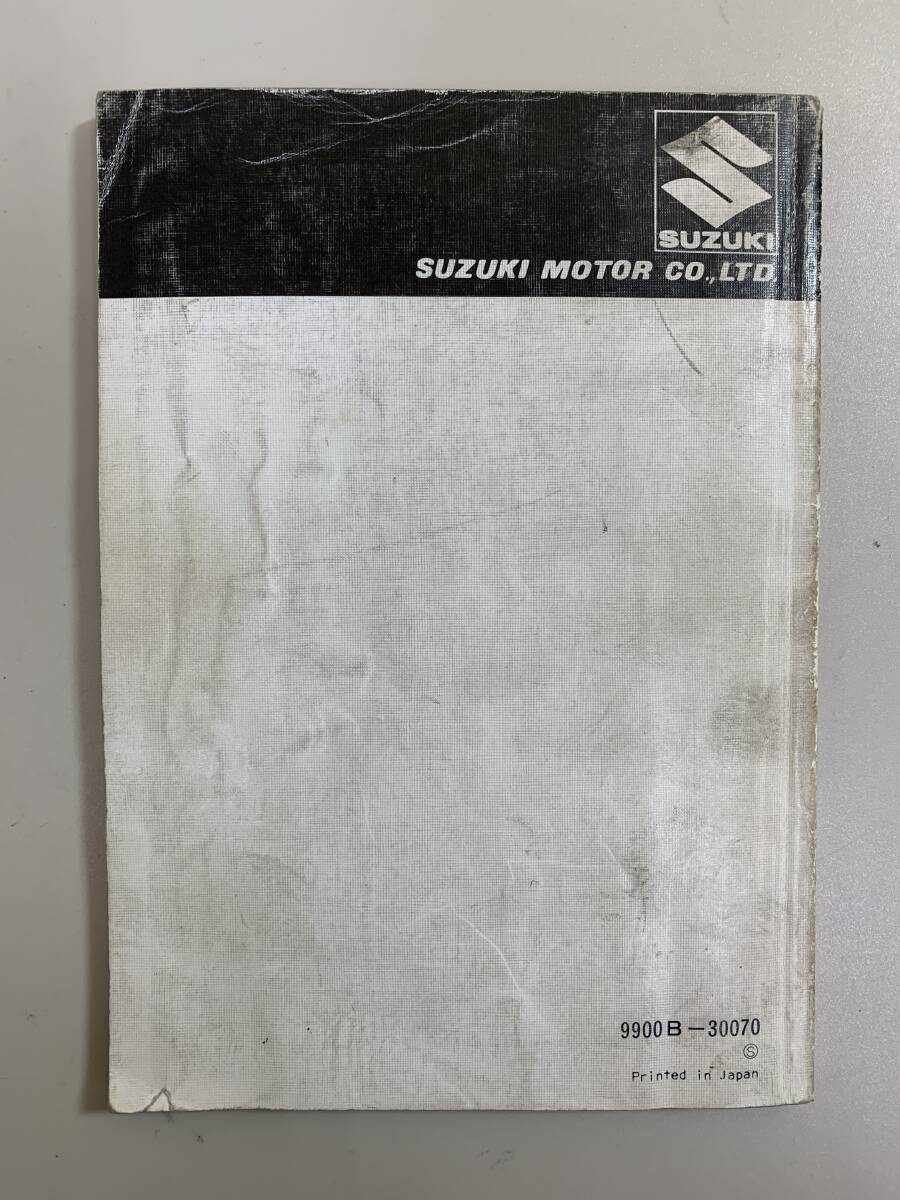 SUZUKI
SUZUKI MOTOR CO.,LTD.
9900B-30070
Ⓢ
Printed in Japan